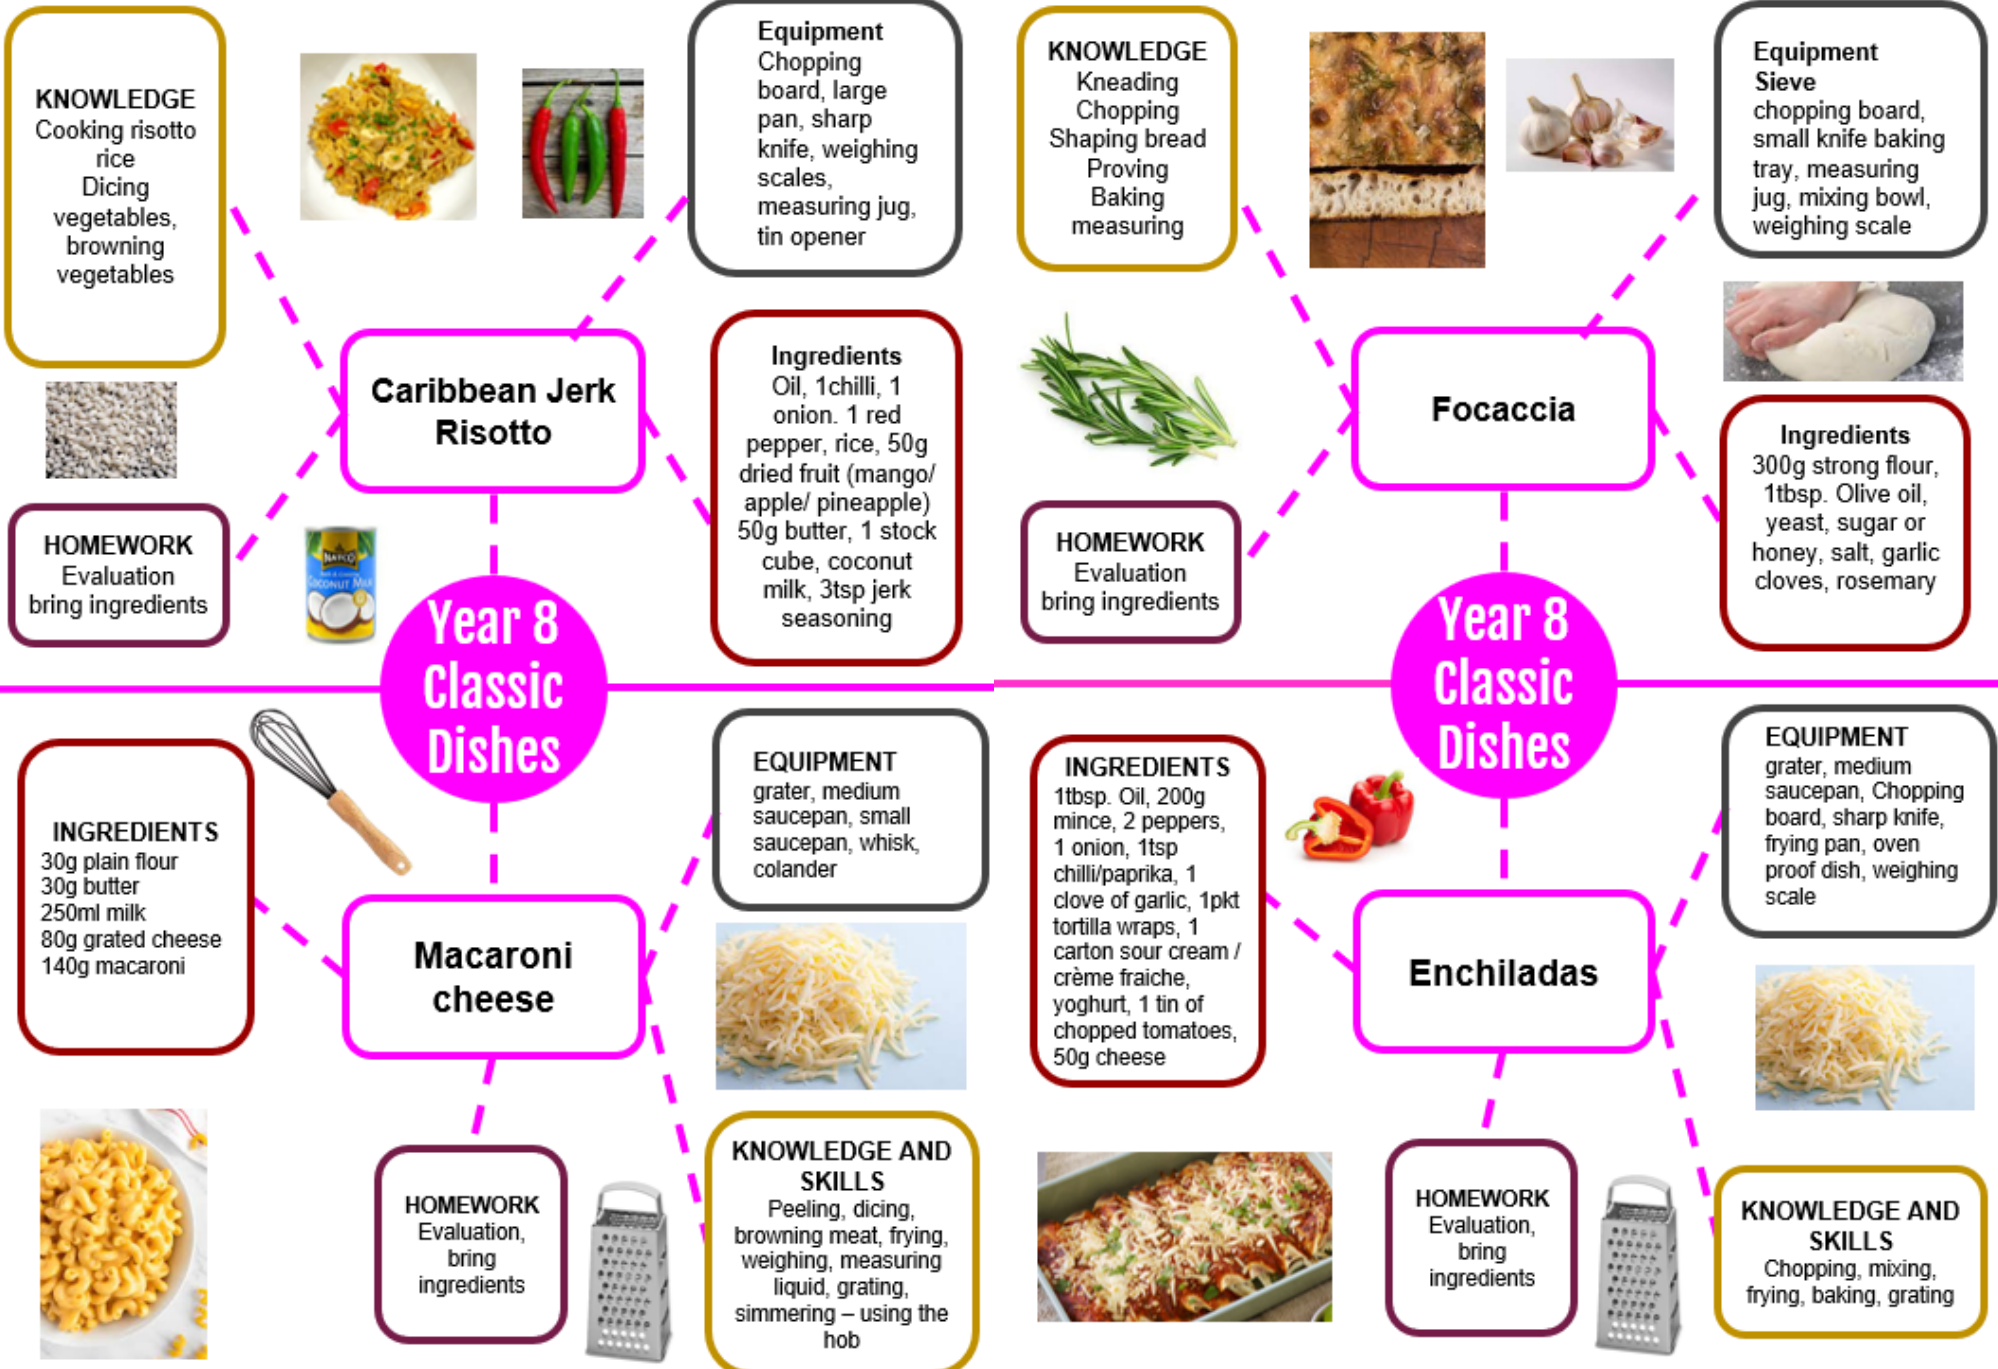 KNOWLEDGE
Cooking risotto
rice
Dicing
vegetables,
browning
vegetables
Equipment
Chopping
board, large
pan, sharp
knife, weighing
scales,
measuring jug,
tin opener
Caribbean Jerk
Risotto
Ingredients
Oil, 1chilli, 1
onion. 1 red
pepper, rice, 50g
dried fruit (mango/
apple/ pineapple)
50g butter, 1 stock
cube, coconut
milk, 3tsp jerk
seasoning
HOMEWORK
Evaluation
bring ingredients
NATCO
COCONUT MILK
Year 8
Classic
Dishes
INGREDIENTS
30g plain flour
30g butter
250ml milk
80g grated cheese
140g macaroni
EQUIPMENT
grater, medium
saucepan, small
saucepan, whisk,
colander
Macaroni
cheese
HOMEWORK
Evaluation,
bring
ingredients
KNOWLEDGE AND
SKILLS
Peeling, dicing,
browning meat, frying,
weighing, measuring
liquid, grating,
simmering – using the
hob
KNOWLEDGE
Kneading
Chopping
Shaping bread
Proving
Baking
measuring
Equipment
Sieve
chopping board,
small knife baking
tray, measuring
jug, mixing bowl,
weighing scale
Focaccia
Ingredients
300g strong flour,
1tbsp. Olive oil,
yeast, sugar or
honey, salt, garlic
cloves, rosemary
HOMEWORK
Evaluation
bring ingredients
Year 8
Classic
Dishes
INGREDIENTS
1tbsp. Oil, 200g
mince, 2 peppers,
1 onion, 1tsp
chilli/paprika, 1
clove of garlic, 1pkt
tortilla wraps, 1
carton sour cream /
crème fraiche,
yoghurt, 1 tin of
chopped tomatoes,
50g cheese
EQUIPMENT
grater, medium
saucepan, Chopping
board, sharp knife,
frying pan, oven
proof dish, weighing
scale
Enchiladas
HOMEWORK
Evaluation,
bring
ingredients
KNOWLEDGE AND
SKILLS
Chopping, mixing,
frying, baking, grating